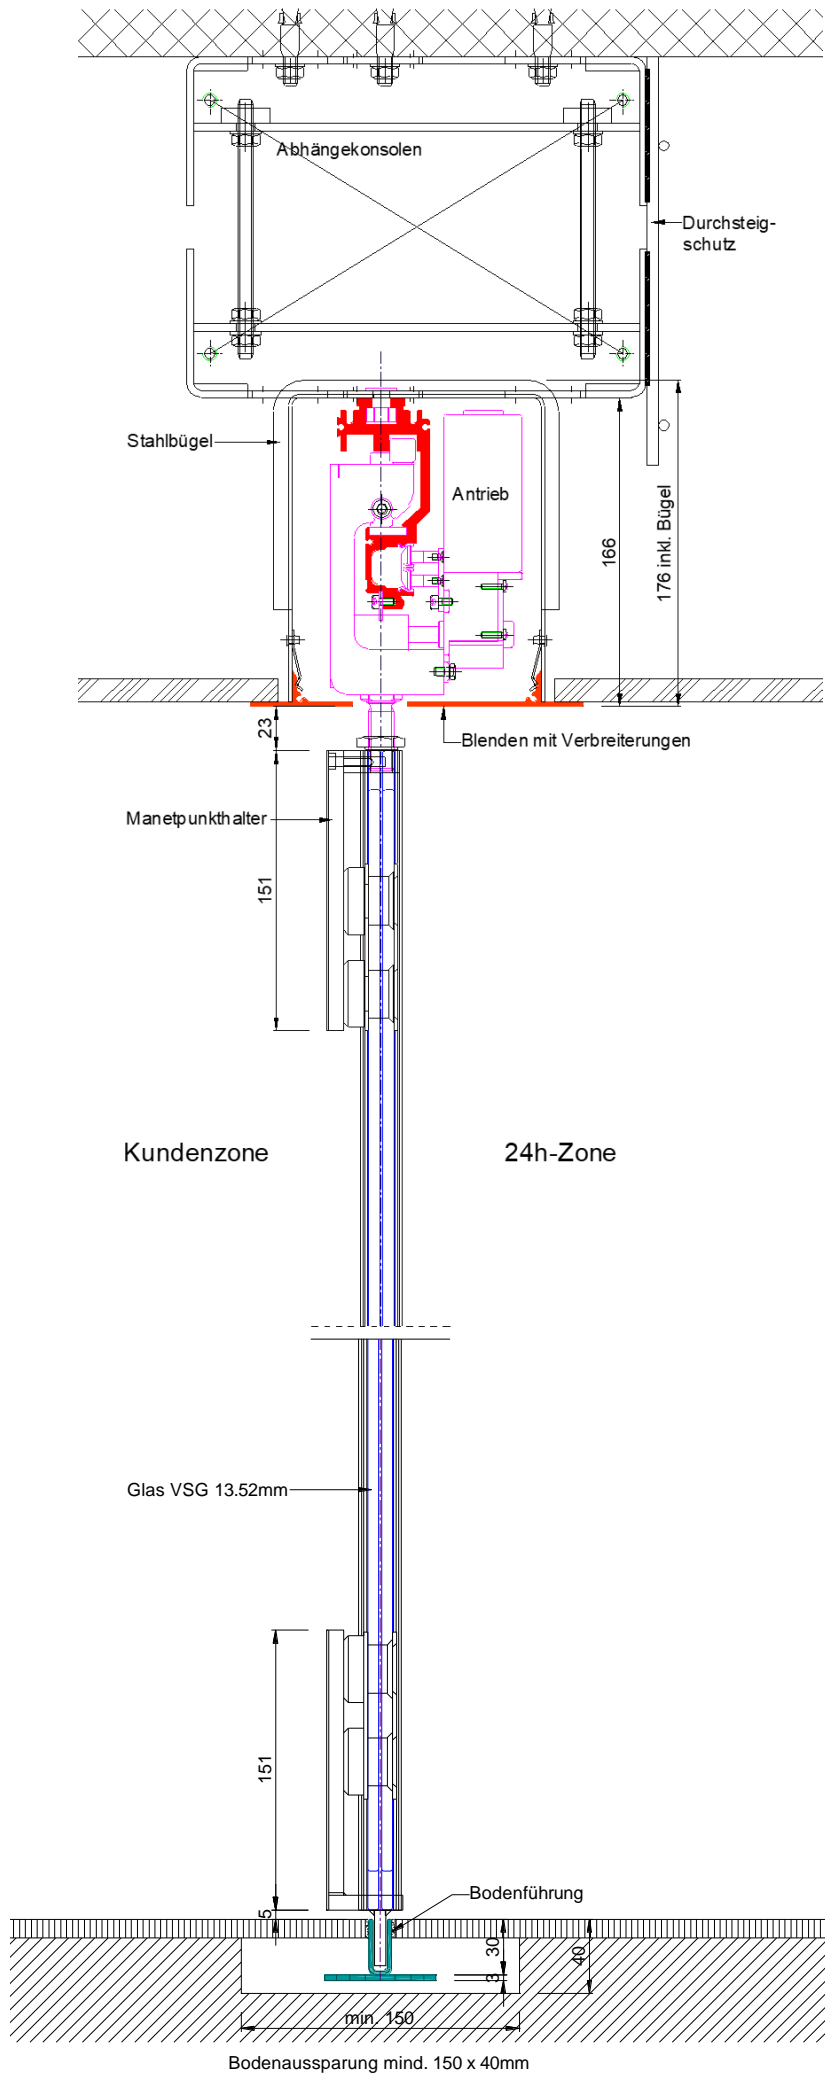 Abhängekonsolen
Durchsteig-
schutz
Stahlbügel
Antrieb
166
176 inkl. Bügel
23
Blenden mit Verbreiterungen
Manetpunkthalter
151
Kundenzone
24h-Zone
Glas VSG 13.52mm
151
Bodenführung
5
30
3
40
min. 150
Bodenaussparung mind. 150 x 40mm